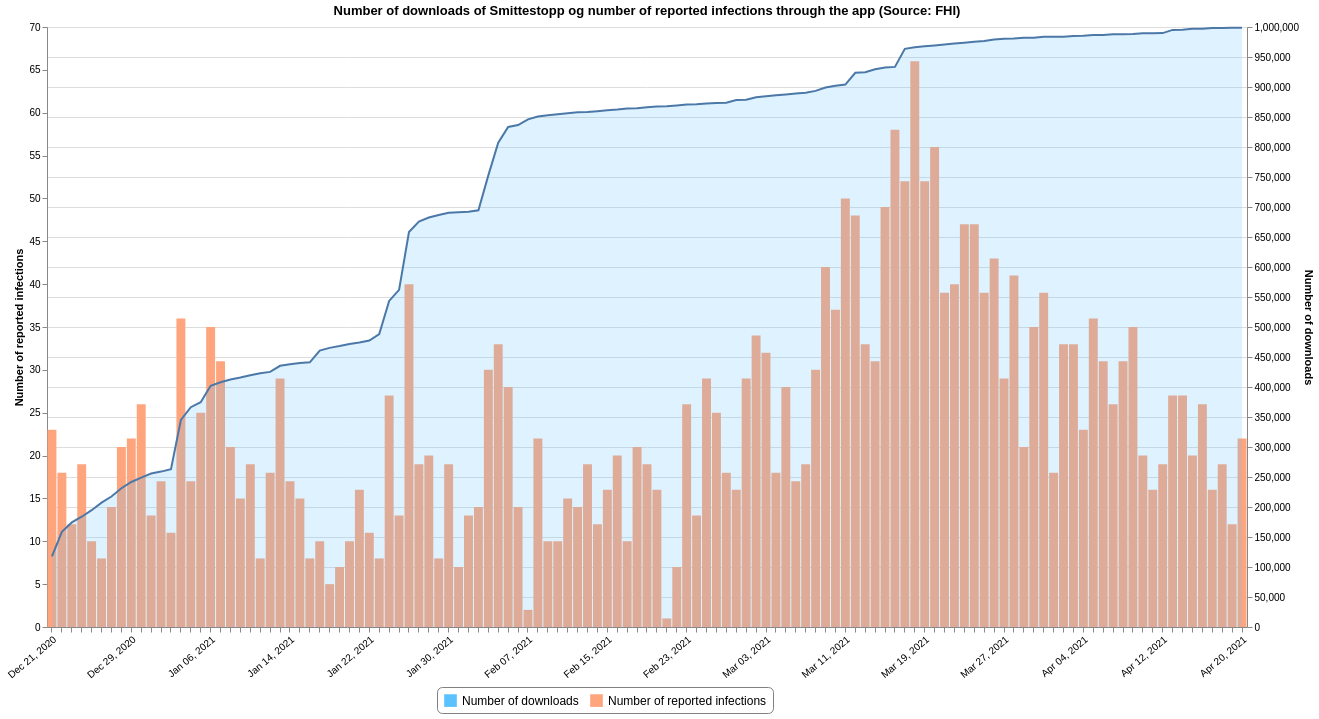 Number of downloads of Smittestopp og number of reported infections through the app (Source: FHI)
70
65
60
55
50
45
40
35
30
25
20
15
10
5
0
Number of reported infections
1,000,000
950,000
900,000
850,000
800,000
750,000
700,000
650,000
600,000
550,000
500,000
450,000
400,000
350,000
300,000
250,000
200,000
150,000
100,000
50,000
0
Number of downloads
Dec 21, 2020
Dec 29, 2020
Jan 06, 2021
Jan 14, 2021
Jan 22, 2021
Jan 30, 2021
Feb 07, 2021
Feb 15, 2021
Feb 23, 2021
Mar 03, 2021
Mar 11, 2021
Mar 19, 2021
Mar 27, 2021
Apr 04, 2021
Apr 12, 2021
Apr 20, 2021
Number of downloads
Number of reported infections